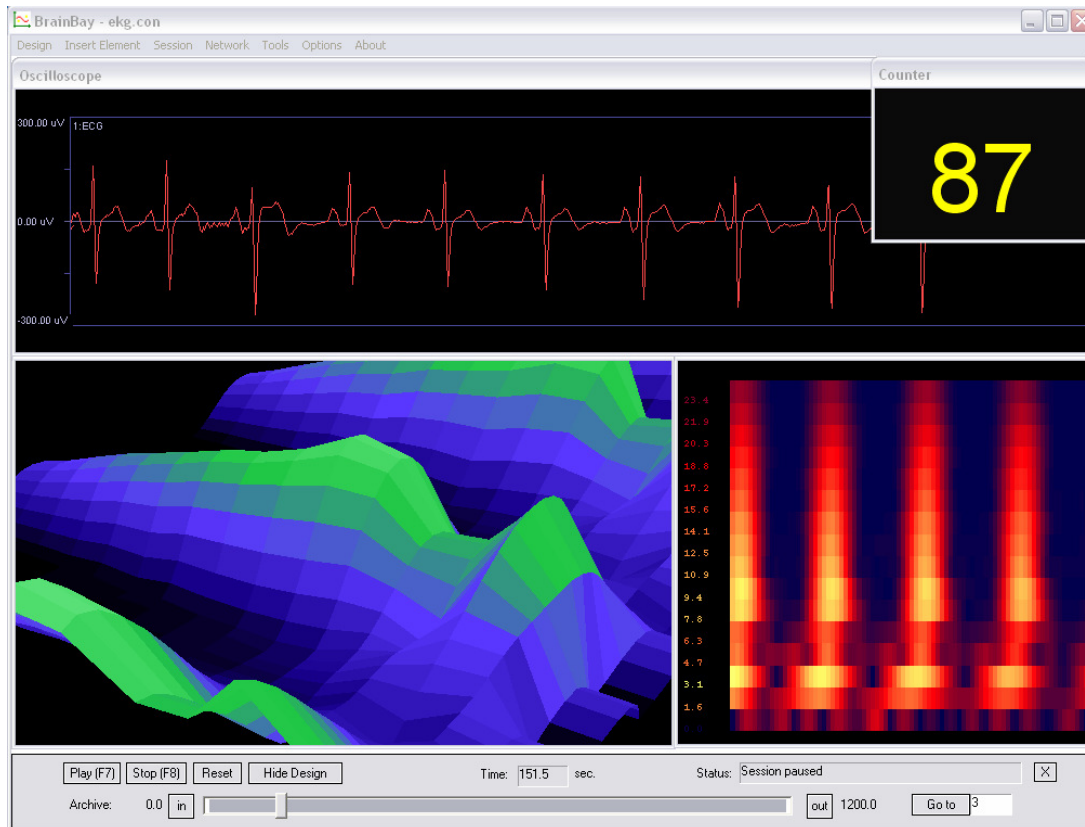 BrainBay - ekg.con
Design Insert Element Session Network Tools Options About
Oscilloscope
Counter
300.00 uV
1:ECG
0.00 uV
-300.00 uV
87
23.4
21.9
20.3
18.8
17.2
15.6
14.1
12.5
10.9
9.4
7.8
6.3
4.7
3.1
1.6
Play (F7) Stop (F8) Reset Hide Design Time: 151.5 sec. Status: Session paused X
Archive: 0.0 in out 1200.0 Go to 3